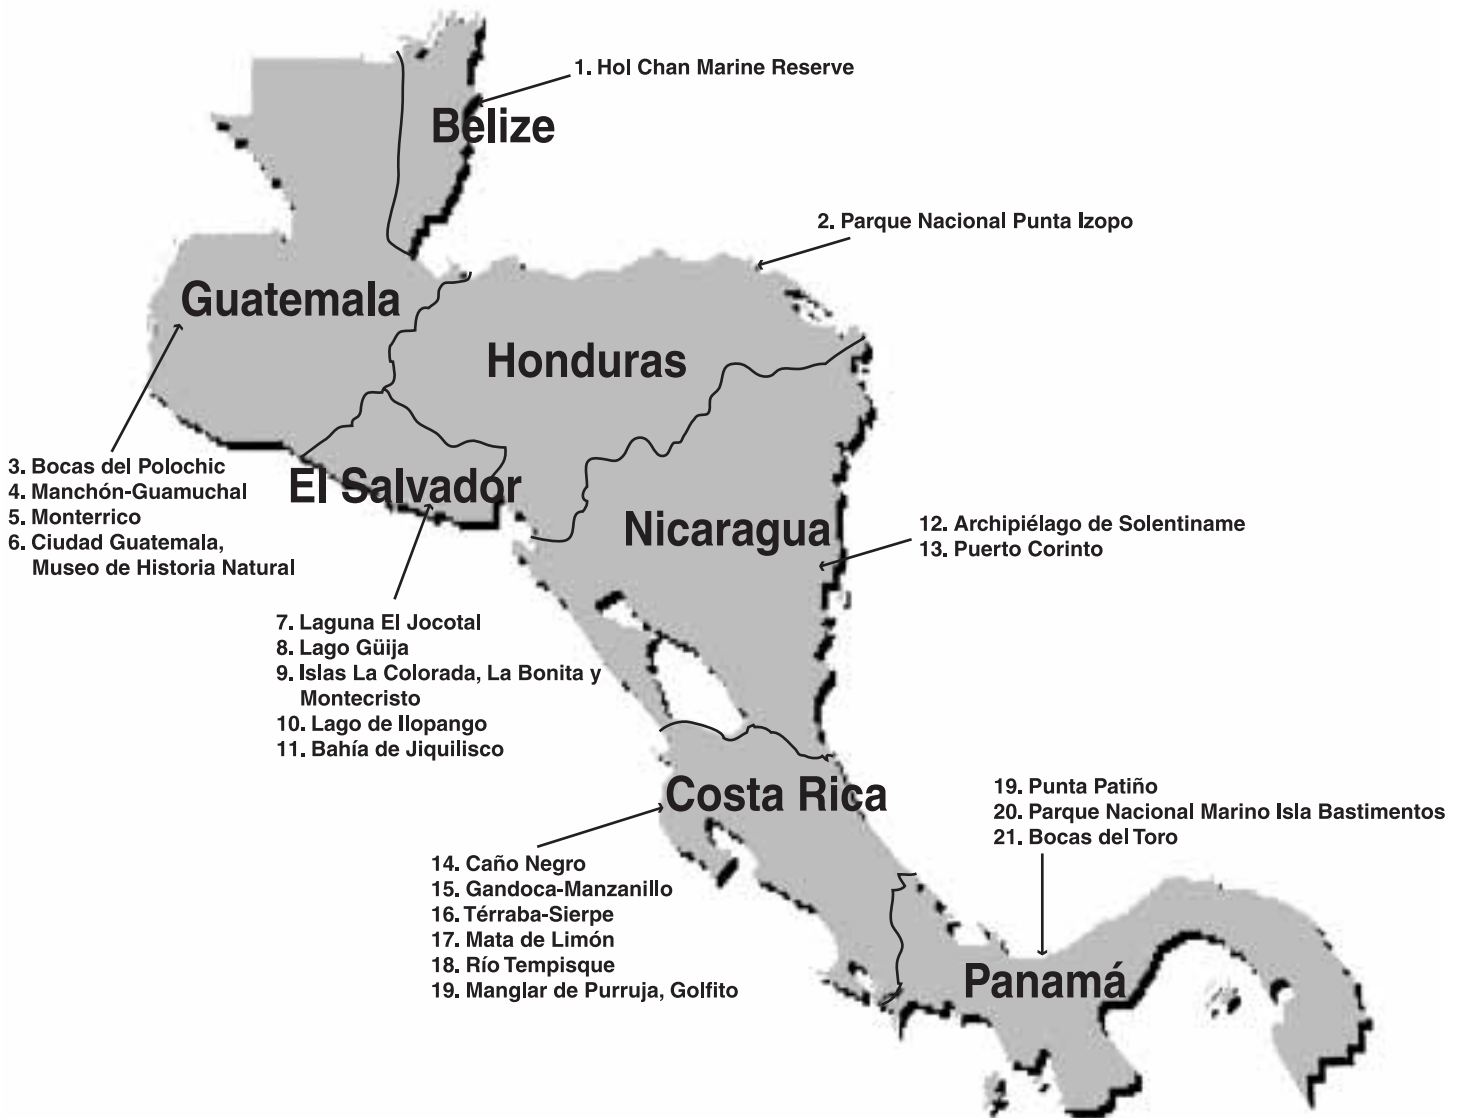 1. Hol Chan Marine Reserve
Belize
2. Parque Nacional Punta Izopo
Guatemala
Honduras
3. Bocas del Polochic
4. Manchón-Guamuchal
5. Monterrico
6. Ciudad Guatemala,
Museo de Historia Natural
El Salvador
Nicaragua
12. Archipiélago de Solentiname
13. Puerto Corinto
7. Laguna El Jocotal
8. Lago Güija
9. Islas La Colorada, La Bonita y
Montecristo
10. Lago de Ilopango
11. Bahía de Jiquilisco
Costa Rica
19. Punta Patiño
20. Parque Nacional Marino Isla Bastimentos
21. Bocas del Toro
14. Caño Negro
15. Gandoca-Manzanillo
16. Térraba-Sierpe
17. Mata de Limón
18. Río Tempisque
19. Manglar de Purruja, Golfito
Panamá